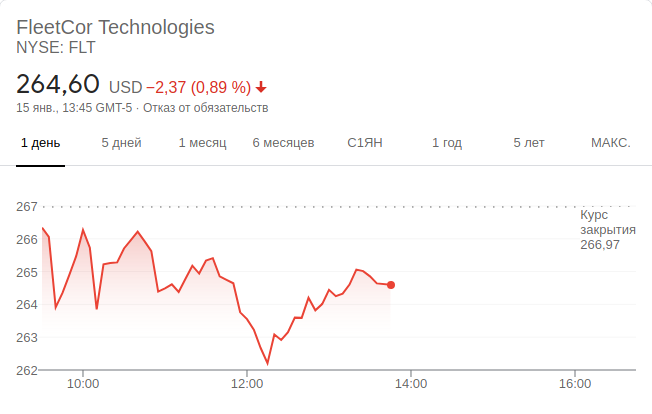 FleetCor Technologies
NYSE: FLT
264,60 USD −2,37 (0,89 %)
15 янв., 13:45 GMT-5 · Отказ от обязательств
1 день 5 дней 1 месяц 6 месяцев С1ЯН 1 год 5 лет МАКС.
267
Курс
закрытия
266,97
266
265
264
263
262
10:00 12:00 14:00 16:00